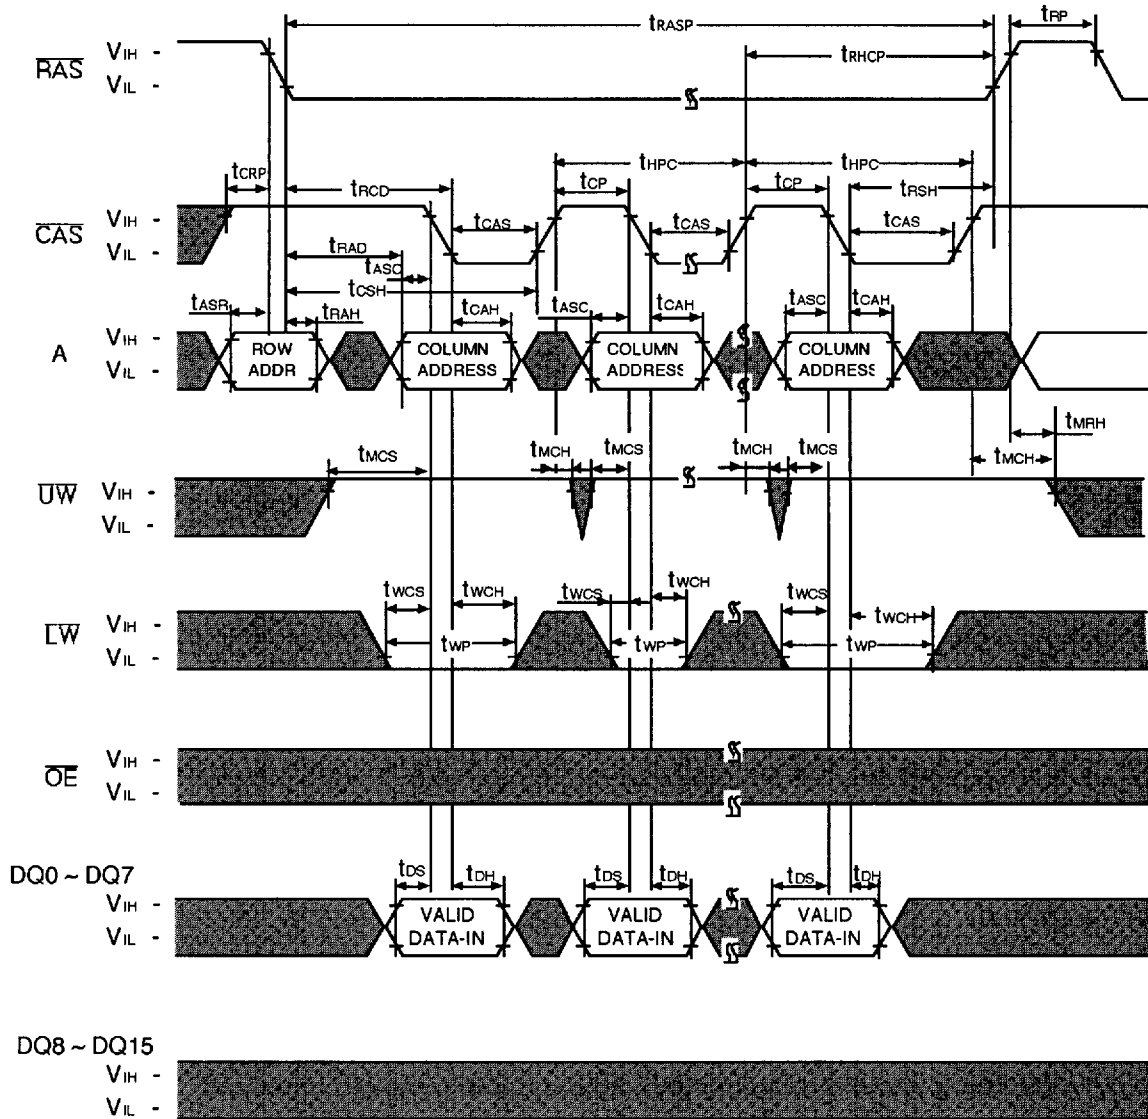 tRASP
tRP
RAS
VIH -
VIL -
tRHCP
tCRP
tRCD
tHPC
tHPC
tCP
tCP
tRSH
CAS
VIH -
VIL -
tCAS
tCAS
tCAS
tRAD
tASC
tCSH
tASR
tRAH
tCAH
tASC
tCAH
tASC
tCAH
A
VIH -
VIL -
ROW
ADDR
COLUMN
ADDRESS
COLUMN
ADDRESS
COLUMN
ADDRESS
tMRH
tMCS
tMCH
tMCS
tMCH
tMCS
tMCH
UW
VIH -
VIL -
tWCS
tWCH
tWCS
tWCH
tWCS
tWCH
LW
VIH -
VIL -
tWP
tWP
tWP
OE
VIH -
VIL -
DQ0 ~ DQ7
VIH -
VIL -
tDS
tDH
tDS
tDH
tDS
tDH
VALID
DATA-IN
VALID
DATA-IN
VALID
DATA-IN
DQ8 ~ DQ15
VIH -
VIL -